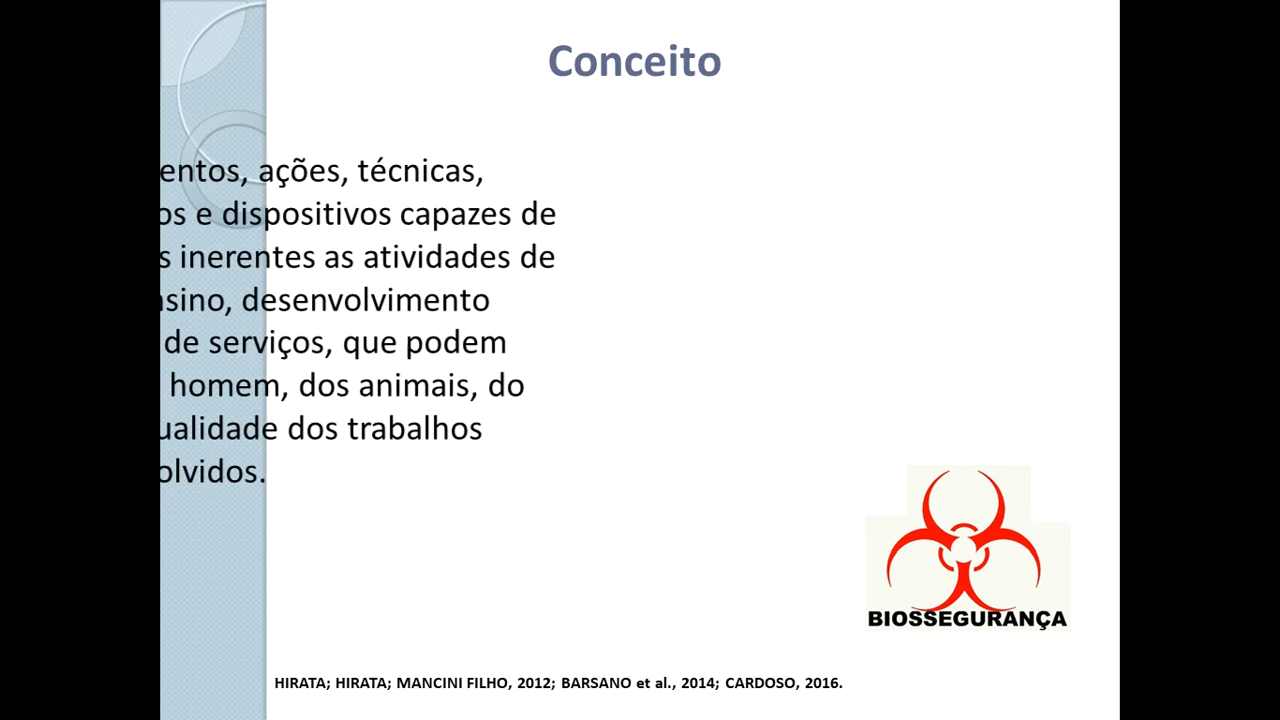 Conceito
entos, ações, técnicas,
os e dispositivos capazes de
s inerentes as atividades de
nsino, desenvolvimento
de serviços, que podem
homem, dos animais, do
ualidade dos trabalhos
olvidos.
BIOSSEGURANÇA
HIRATA; HIRATA; MANCINI FILHO, 2012; BARSANO et al., 2014; CARDOSO, 2016.